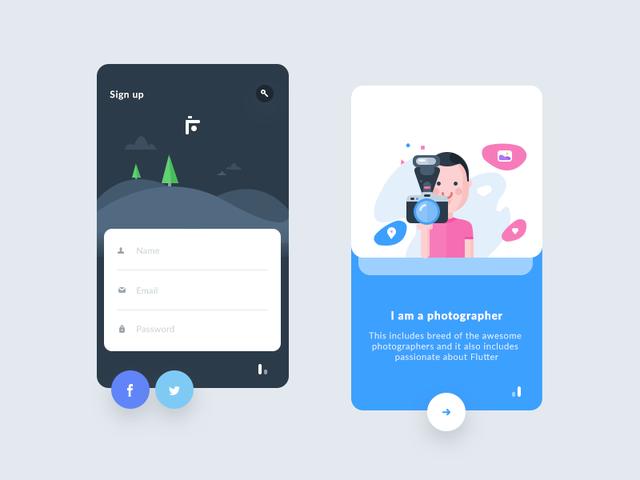 Sign up
Name
Email
Password
I am a photographer
This includes breed of the awesome
photographers and it also includes
passionate about Flutter